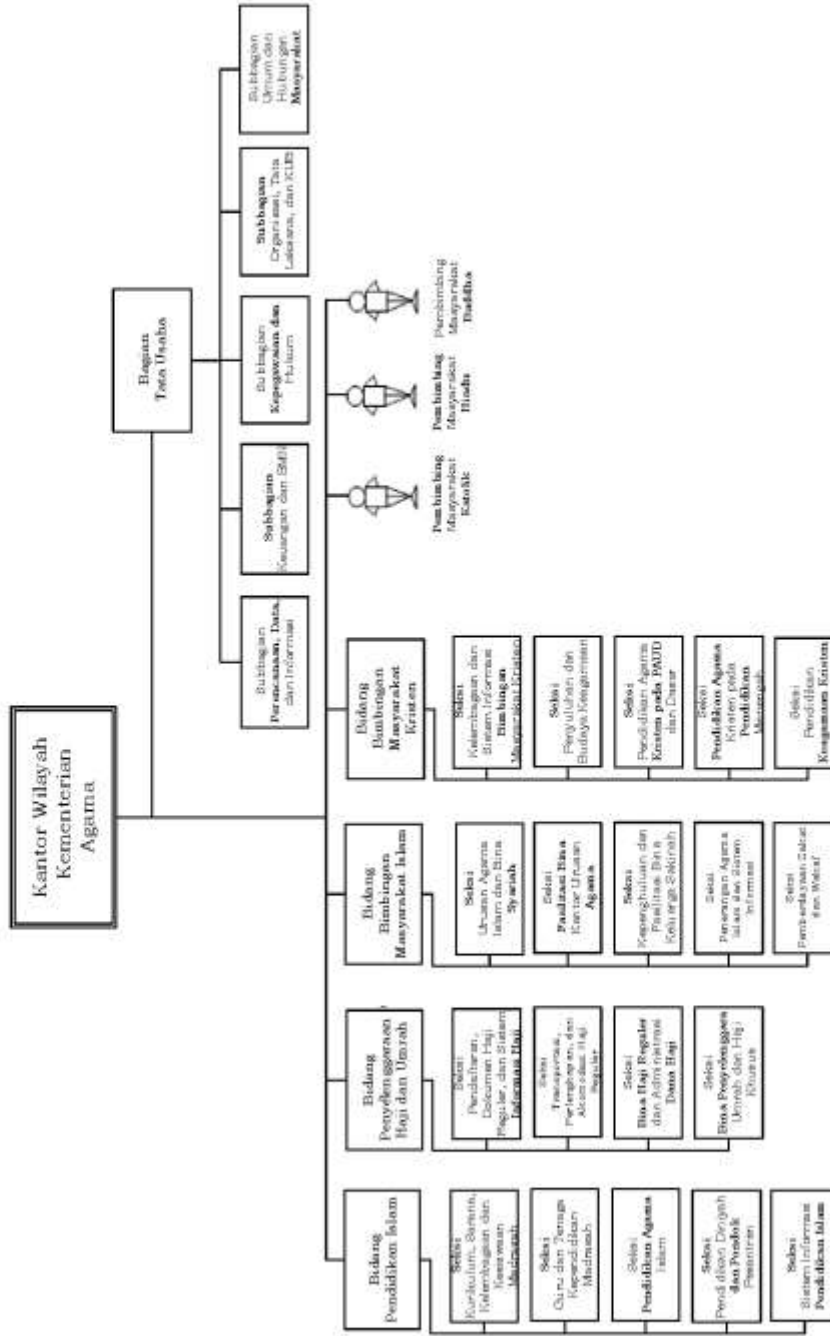 Kantor Wilayah
Kementerian
Agama
Bagian
Tata Usaha
Subbagian
Perencanaan, Data,
dan Informasi
Subbagian
Keuangan dan BMN
Subbagian
Kepegawaian dan
Hukum
Subbagian
Organisasi, Tata
Laksana, dan KUB
Subbagian
Umum dan
Hubungan
Masyarakat
Bidang
Pendidikan Islam
Seksi
Kurikulum, Sarana,
Kelembagaan dan
Kesiswaan
Madrasah
Seksi
Guru dan Tenaga
Kependidikan
Madrasah
Seksi
Pendidikan Agama
Islam
Seksi
Pendidikan Diniyah
dan Pondok
Pesantren
Seksi
Sistem Informasi
Pendidikan Islam
Bidang
Penyelenggaraan
Haji dan Umrah
Seksi
Pendaftaran,
Dokumen Haji
Reguler, dan Sistem
Informasi Haji
Seksi
Transportasi,
Perlengkapan, dan
Akomodasi Haji
Reguler
Seksi
Bina Haji Reguler
dan Administrasi
Dana Haji
Seksi
Bina Penyelenggara
Umrah dan Haji
Khusus
Bidang
Bimbingan
Masyarakat Islam
Seksi
Urusan Agama
Islam dan Bina
Syariah
Seksi
Bina
Kantor Urusan
Agama
Seksi
Kepenghuluan dan
Fasilitas Bina
Keluarga Sakinah
Seksi
Penerangan Agama
Islam dan Sistem
Informasi
Seksi
Pemberdayaan Zakat
dan Wakaf
Bidang
Bimbingan
Masyarakat
Kristen
Seksi
Kelembagaan dan
Sistem Informasi
Bimbingan
Masyarakat Kristen
Seksi
Penyuluhan dan
Budaya Keagamaan
Seksi
Pendidikan Agama
Kristen pada PAUD
dan Dasar
Seksi
Pendidikan Agama
Kristen pada
Pendidikan
Menengah
Seksi
Pendidikan
Keagamaan Kristen
Pembimbing
Masyarakat
Katolik
Pembimbing
Masyarakat
Hindu
Pembimbing
Masyarakat
Buddha